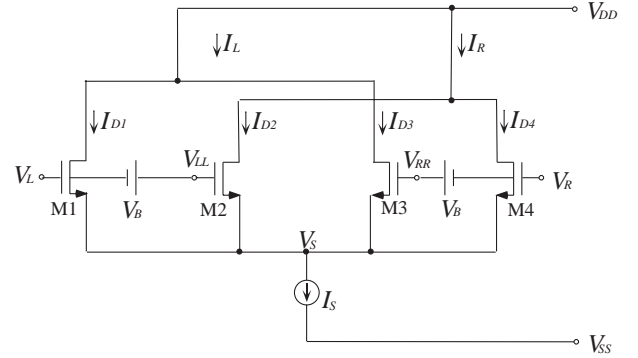 V_DD
I_L
I_R
I_D1
I_D2
I_D3
I_D4
V_L
V_LL
V_RR
V_R
M1
V_B
M2
M3
V_B
M4
V_S
I_S
V_SS